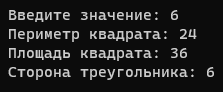 Введите значение: 6
Периметр квадрата: 24
Площадь квадрата: 36
Сторона треугольника: 6